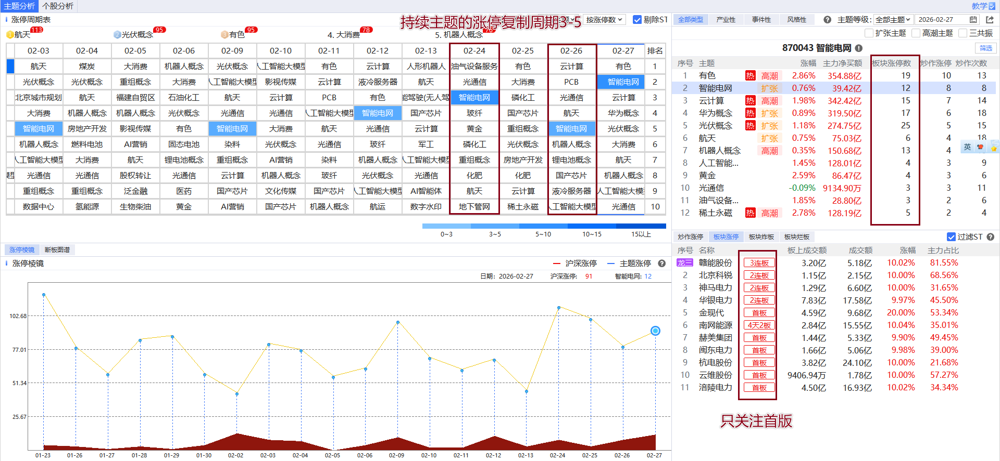 主题分析 个股分析 教学
涨停周期表 持续主题的涨停复制周期3-5 按涨停数 剔除ST
1 航天 113 2 光伏概念 95 3 有色 95 4. 大消费 78 5. 机器人概念 76
02-03 02-04 02-05 02-06 02-09 02-10 02-11 02-12 02-13 02-24 02-25 02-26 02-27 排名
航天 煤炭 大消费 机器人概念 光伏概念 人工智能大模型 有色 云计算 人形机器人 油气设备服务 有色 云计算 有色 1
光伏概念 光伏概念 重组概念 大消费 人工智能大模型 影视传媒 云计算 液冷服务器 航天 光通信 大消费 PCB 智能电网 2
北京城市规划 航天 福建自贸区 石油化工 航天 云计算 PCB 有色 能驾驶(无人驾 智能电网 磷化工 光通信 云计算 3
大消费 机器人概念 机器人概念 光伏概念 光通信 光通信 人工智能大模型 智能电网 国产芯片 玻纤 国产芯片 航天 华为概念 4
智能电网 房地产开发 影视传媒 有色 智能电网 大消费 航天 光通信 云计算 黄金 重组概念 智能电网 光伏概念 5
机器人概念 燃料电池 AI营销 固态电池 染料 光伏概念 光通信 玻纤 军工 磷化工 光伏概念 机器人概念 大消费 6
人工智能大模型 大消费 航天 锂电池概念 重组概念 AI营销 染料 机器人概念 人工智能大模型 重组概念 房地产开发 锂电池概念 航天 7
模型 光通信 光通信 股权转让 光通信 云计算 机器人概念 玻纤 光伏概念 光通信 化肥 化肥 国产芯片 机器人概念 8
重组概念 重组概念 泛金融 医药 国产芯片 文化传媒 国产芯片 人工智能大模型 AI智能体 航天 云计算 液冷服务器 人工智能大模型 9
数据中心 氢能源 生物柴油 黄金 AI营销 国产芯片 机器人概念 航运 数字水印 地下管网 稀土永磁 人工智能大模型 光通信 10
0~3 3~5 5~10 10~15 15以上
涨停棱镜 断板图谱
涨停棱镜 沪深涨停 主题涨停 ?
日期: 2026-02-27 沪深涨停: 91 智能电网: 12
102.68
77.01
51.34
25.67
01-23 01-26 01-27 01-28 01-29 01-30 02-02 02-03 02-04 02-05 02-06 02-09 02-10 02-11 02-12 02-13 02-24 02-25 02-26 02-27
全部类型 产业性 事件性 风格性 ? 主题等级: 全部主题 2026-02-27
扩张主题 高潮主题 三共振
870043 智能电网 筛选
序号 主题 涨幅 主力净买额 板块涨停数 炒作涨停 炒作次数
1 有色 热 高潮 2.86% 354.88亿 19 10 13
2 智能电网 扩张 0.76% 39.42亿 12 8 8
3 云计算 热 高潮 1.98% 342.42亿 15 7 14
4 华为概念 热 扩张 0.89% 319.50亿 17 6 18
5 光伏概念 热 扩张 1.18% 274.75亿 25 5 15
6 航天 扩张 0.75% 75.03亿 6 4 18
7 机器人概念 高潮 0.35% 150.68亿 13 4
英
8 人工智能... 1.45% 128.01亿 4 3 9
9 黄金 2.59% 86.47亿 4 3 6
10 光通信 -0.09% 9134.90万 3 3 11
11 油气设备... 1.85% 28.80亿 3 2 6
12 稀土永磁 热 高潮 2.78% 128.19亿 5 2 4
炒作涨停 板块涨停 板块炸板 板块烂板 过滤ST ?
序号 名称 板上成交额 成交额 涨幅 主力占比
龙三 赣能股份 3连板 3.20亿 5.18亿 10.02% 81.55%
2 北京科锐 2连板 1.15亿 2.15亿 10.00% 68.56%
3 神马电力 2连板 1.29亿 6.60亿 10.00% 31.65%
4 华银电力 2连板 7.83亿 17.58亿 9.97% 45.50%
5 金现代 首板 4.59亿 9.68亿 20.00% 53.34%
6 南网能源 4天2板 2.84亿 15.55亿 10.04% 35.01%
7 赫美集团 首板 1.44亿 5.33亿 9.90% 49.45%
8 闽东电力 首板 1.66亿 5.06亿 9.98% 39.00%
9 杭电股份 首板 3.82亿 24.10亿 10.00% 21.68%
10 云维股份 首板 9406.94万 1.78亿 10.00% 57.27%
11 涪陵电力 首板 4.50亿 16.93亿 10.02% 34.34%
只关注首版